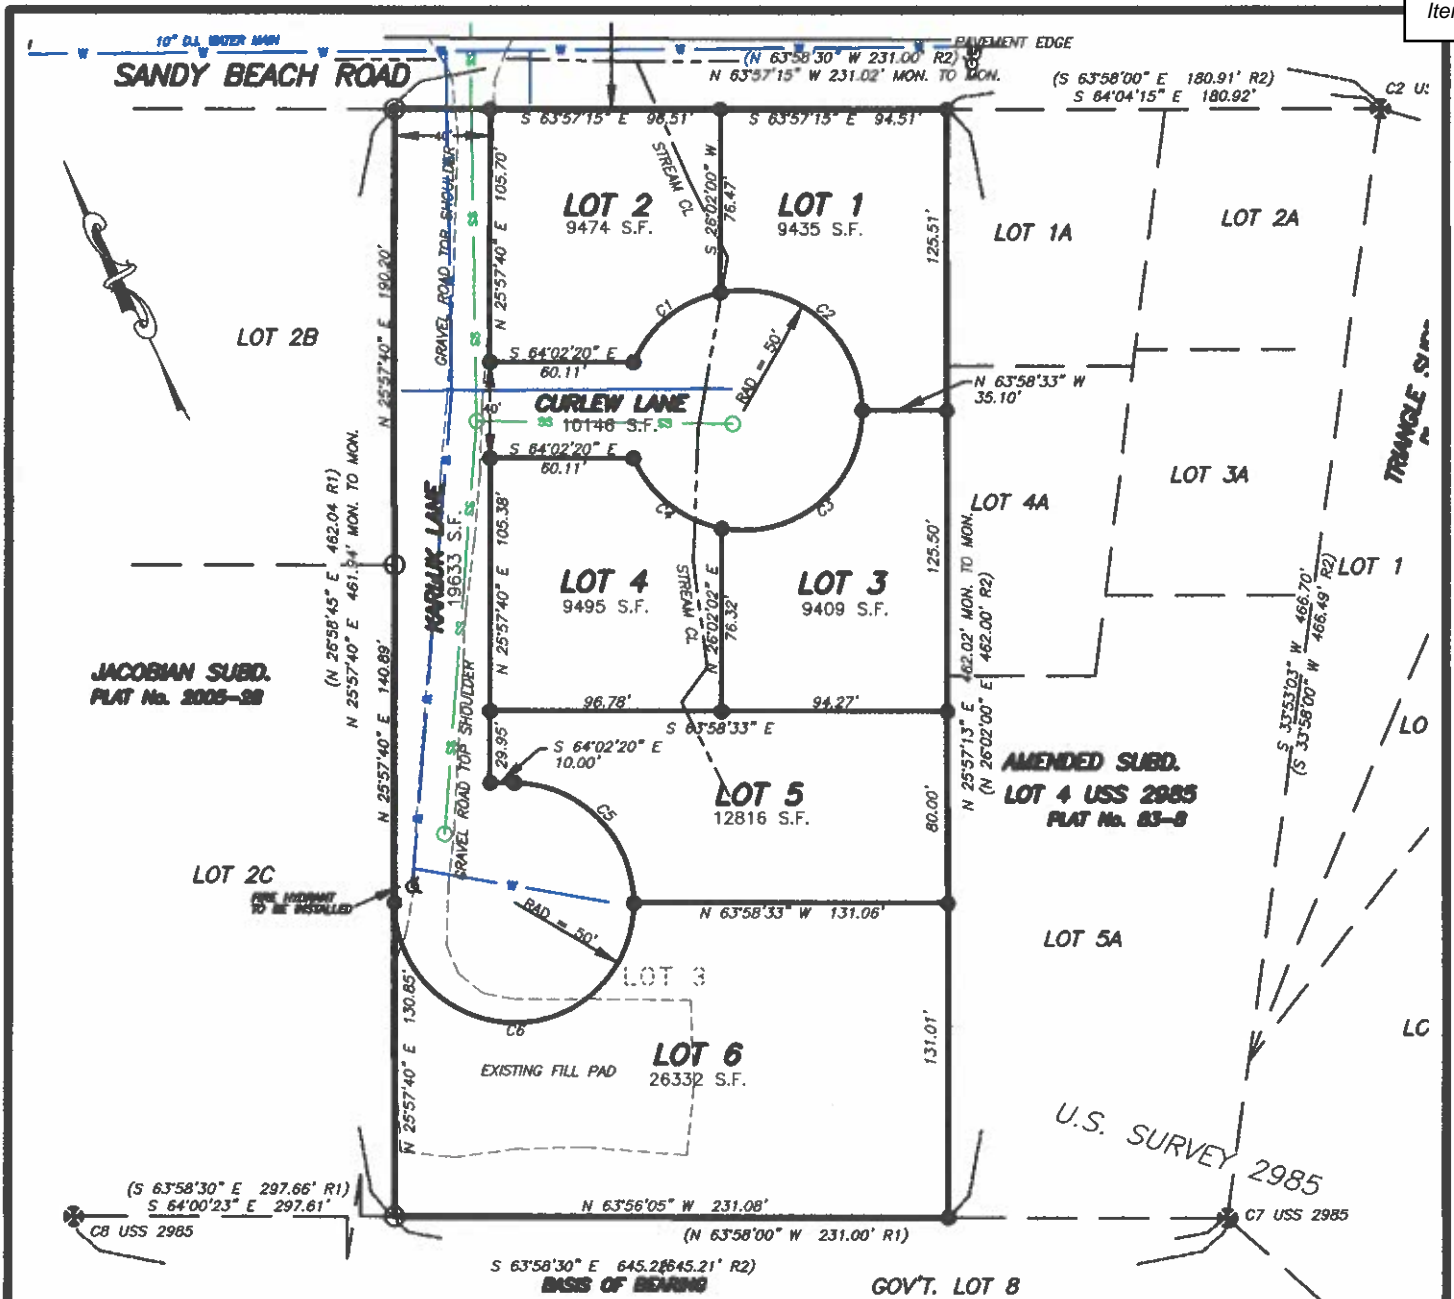 Iter
10" D.I. WATER MAIN
SANDY BEACH ROAD
PAVEMENT EDGE
(N 63°58'30" W 231.00' R2)
N 63°57'15" W 231.02' MON. TO MON.
(S 63°58'00" E 180.91' R2)
S 64°04'15" E 180.92'
C2 US
S 63°57'15" E 96.51'
S 63°57'15" E 94.51'
40'
GRAVEL ROAD TOP SHOULDER
N 25°57'40" E 105.70'
STREAM CL
S 26°02'00" W
76.47'
LOT 2
9474 S.F.
LOT 1
9435 S.F.
125.51'
LOT 1A
LOT 2A
N 25°57'40" E 190.20'
LOT 2B
C1
C2
RAD = 50'
S 64°02'20" E
60.11'
N 63°58'33" W
35.10'
CURLEW LANE
10146 S.F.
40'
S 64°02'20" E
60.11'
C4
C3
TRIANGLE
LOT 3A
LOT 4A
(N 26°58'45" E 462.04 R1)
N 25°57'40" E 461.94' MON. TO MON.
KARLUK LANE
19633 S.F.
N 25°57'40" E 105.38'
LOT 4
9495 S.F.
STREAM CL
N 26°02'02" E
76.32'
LOT 3
9409 S.F.
125.50'
N 25°57'13" E 462.02' MON. TO MON.
(N 26°02'00" E 462.00' R2)
LOT 1
S 33°53'03" W 466.70'
(S 33°58'00" W 466.49' R2)
JACOBIAN SUBD.
PLAT No. 2005-28
N 25°57'40" E 140.89'
GRAVEL ROAD TOP SHOULDER
96.78'
94.27'
S 63°58'33" E
29.95'
S 64°02'20" E
10.00'
LO
AMENDED SUBD.
LOT 4 USS 2985
PLAT No. 83-8
LOT 5
12816 S.F.
80.00'
C5
LOT 2C
FIRE HYDRANT
TO BE INSTALLED
N 63°58'33" W 131.06'
RAD = 50'
LOT 5A
LOT 3
N 25°57'40" E 130.85'
C6
LOT 6
26332 S.F.
EXISTING FILL PAD
131.01'
LO
U.S. SURVEY 2985
(S 63°58'30" E 297.66' R1)
S 64°00'23" E 297.61'
C8 USS 2985
N 63°56'05" W 231.08'
(N 63°58'00" W 231.00' R1)
C7 USS 2985
S 63°58'30" E 645.21' R2)
BASIS OF BEARING
GOV'T. LOT 8